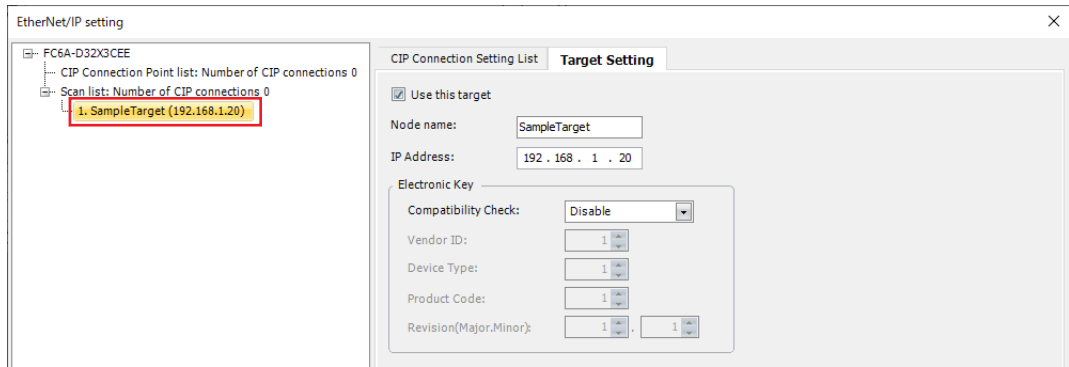 EtherNet/IP setting
FC6A-D32X3CEE
CIP Connection Point list: Number of CIP connections 0
Scan list: Number of CIP connections 0
1. SampleTarget (192.168.1.20)
CIP Connection Setting List
Target Setting
Use this target
Node name: SampleTarget
IP Address: 192 . 168 . 1 . 20
Electronic Key
Compatibility Check: Disable
Vendor ID: 1
Device Type: 1
Product Code: 1
Revision(Major.Minor): 1 . 1